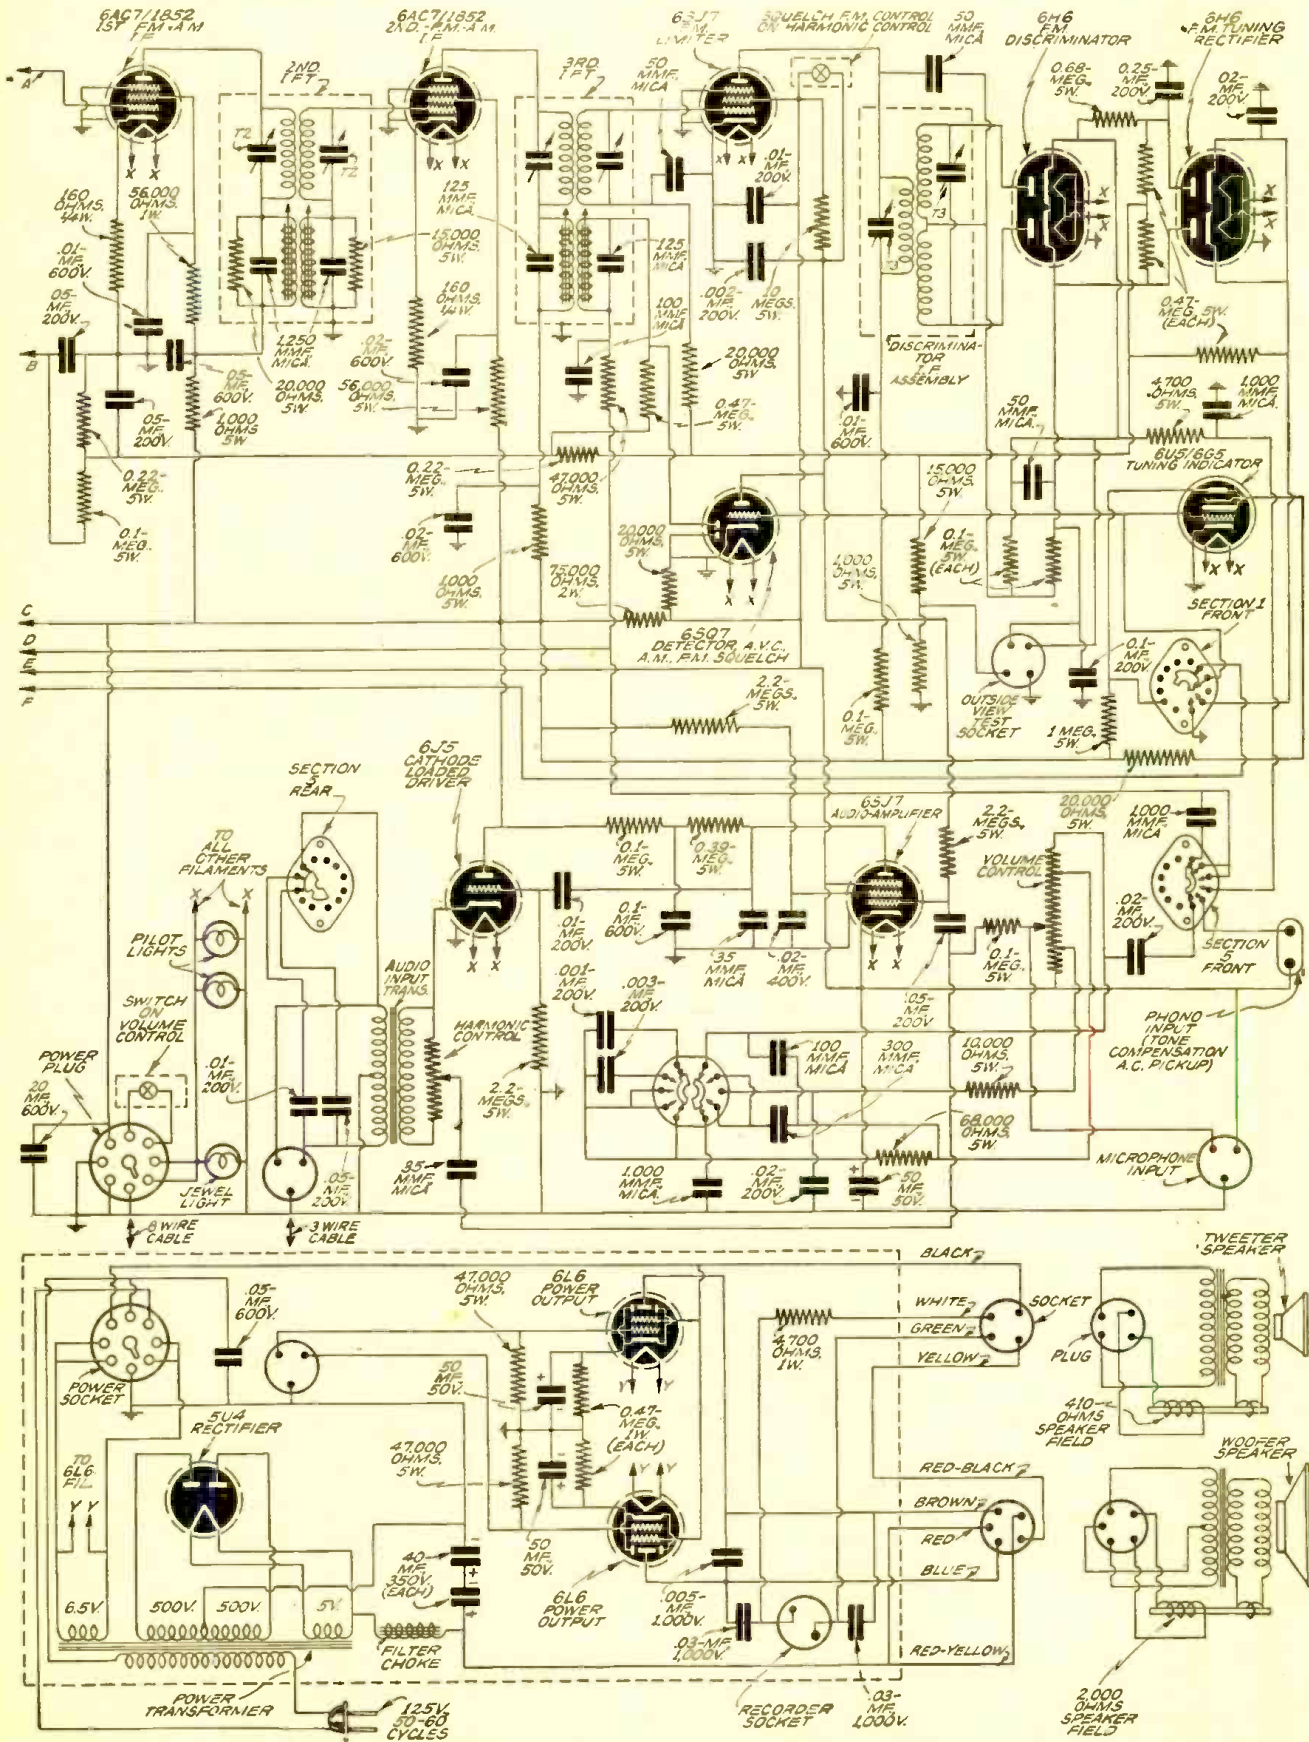 6AC7/1852
1ST FM-AM
I F
6AC7/1852
2ND. F.M.-A.M.
I F
6SJ7
F.M.
LIMITER
SQUELCH F.M. CONTROL
ON HARMONIC CONTROL
50
MMF.
MICA
6H6
F.M.
DISCRIMINATOR
6H6
F.M. TUNING
RECTIFIER
A
2ND.
I F T
3RD.
I F T
50
MMF.
MICA
0.68-
MEG.
5W.
0.25-
MF.
200V.
.02-
MF.
200V.
T2
T2
X X
X X
X X
.01-
MF.
200V.
T3
T3
X
X
X
X
160
OHMS.
1/4W.
56,000
OHMS.
1W.
125
MMF.
MICA
15,000
OHMS.
5W.
125
MMF.
MICA
.01-
MF.
600V.
.05-
MF.
200V.
160
OHMS.
1/4W.
100
MMF.
MICA
.002-
MF.
200V.
10
MEGS.
5W.
0.47-
MEG., 5W.
(EACH)
B
1,250
MMF.
MICA
.02-
MF.
600V.
20,000
OHMS.
5W.
DISCRIMINA-
TOR
I.F.
ASSEMBLY
.05-
MF.
600V.
20,000
OHMS.
5W.
56,000
OHMS.
5W.
0.47-
MEG.
5W.
4,700
OHMS.
5W.
1,000
MMF.
MICA
.05-
MF.
200V.
1,000
OHMS
5W
.01-
MF.
600V.
50
MMF.
MICA
0.22-
MEG.
5W.
0.22-
MEG.
5W.
47,000
OHMS.
5W.
15,000
OHMS.
5W.
6U5/6G5
TUNING INDICATOR
0.1-
MEG.
5W.
.02-
MF.
600V.
20,000
OHMS.
5W.
0.1-
MEG.
5W.
(EACH)
1,000
OHMS.
5W.
75,000
OHMS.
2W.
1,000
OHMS,
5W.
X X
X X
C
D
E
F
6SQ7
DETECTOR, A.V.C.,
A.M., F.M. SQUELCH
SECTION 1
FRONT
0.1-
MF.
200V.
2.2-
MEGS.
5W.
0.1-
MEG.
5W.
OUTSIDE
VIEW
TEST
SOCKET
1 MEG.
5W.
SECTION
5
REAR
6J5
CATHODE
LOADED
DRIVER
6SJ7
AUDIO-AMPLIFIER
2.2-
MEGS.
5W.
20,000
OHMS.
5W.
1,000
MMF.
MICA
TO
ALL
OTHER
FILAMENTS
0.1-
MEG.
5W.
0.39-
MEG.
5W.
VOLUME
CONTROL
X X
PILOT
LIGHTS
.01-
MF.
200V.
0.1-
MF.
600V.
.35
MMF.
MICA
.02-
MF.
400V.
0.1-
MEG.
5W.
.02-
MF.
200V.
SECTION
5
FRONT
X X
X X
AUDIO
INPUT
TRANS.
.001-
MF.
200V.
.003-
MF.
200V.
.05-
MF.
200V
SWITCH
ON
VOLUME
CONTROL
PHONO
INPUT
(TONE
COMPENSATION
A.C. PICKUP)
HARMONIC
CONTROL
100
MMF.
MICA
300
MMF.
MICA
10,000
OHMS.
5W.
POWER
PLUG
20
MF.
600V.
.01-
MF.
200V.
2.2-
MEGS.
5W.
68,000
OHMS.
5W.
JEWEL
LIGHT
.05-
MF.
200V.
35
MMF.
MICA
1,000
MMF.
MICA
.02-
MF.
200V.
50
MF.
50V.
MICROPHONE
INPUT
8 WIRE
CABLE
3 WIRE
CABLE
BLACK
TWEETER
SPEAKER
.05-
MF.
600V.
47,000
OHMS.
5W.
6L6
POWER
OUTPUT
WHITE
GREEN
YELLOW
SOCKET
PLUG
4,700
OHMS.
1W.
POWER
SOCKET
50
MF.
50V.
Y Y
5U4
RECTIFIER
0.47-
MEG.
1W.
(EACH)
410-
OHMS
SPEAKER
FIELD
TO
6L6
FIL
Y Y
47,000
OHMS.
5W.
Y Y
RED-BLACK
BROWN
RED
BLUE
WOOFER
SPEAKER
40
MF.
350V.
(EACH)
50
MF.
50V.
6L6
POWER
OUTPUT
.005-
MF.
1,000V.
6.5V.
500V.
500V.
5V.
FILTER
CHOKE
.03-MF.
1,000V.
RED-YELLOW
POWER
TRANSFORMER
125V.
50-60
CYCLES
RECORDER
SOCKET
.03-
MF.
1,000V.
2,000
OHMS
SPEAKER
FIELD